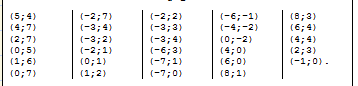 (5;4) (-2;7) (-2;2) (-6;-1) (8;3)
(4;7) (-3;4) (-3;3) (-4;-2) (6;4)
(2;7) (-3;2) (-4;4) (0;-2) (4;4)
(0;5) (-2;1) (-6;3) (4;0) (2;3)
(1;6) (0;1) (-7;1) (6;0) (-1;0).
(0;7) (1;2) (-7;0) (8;1)